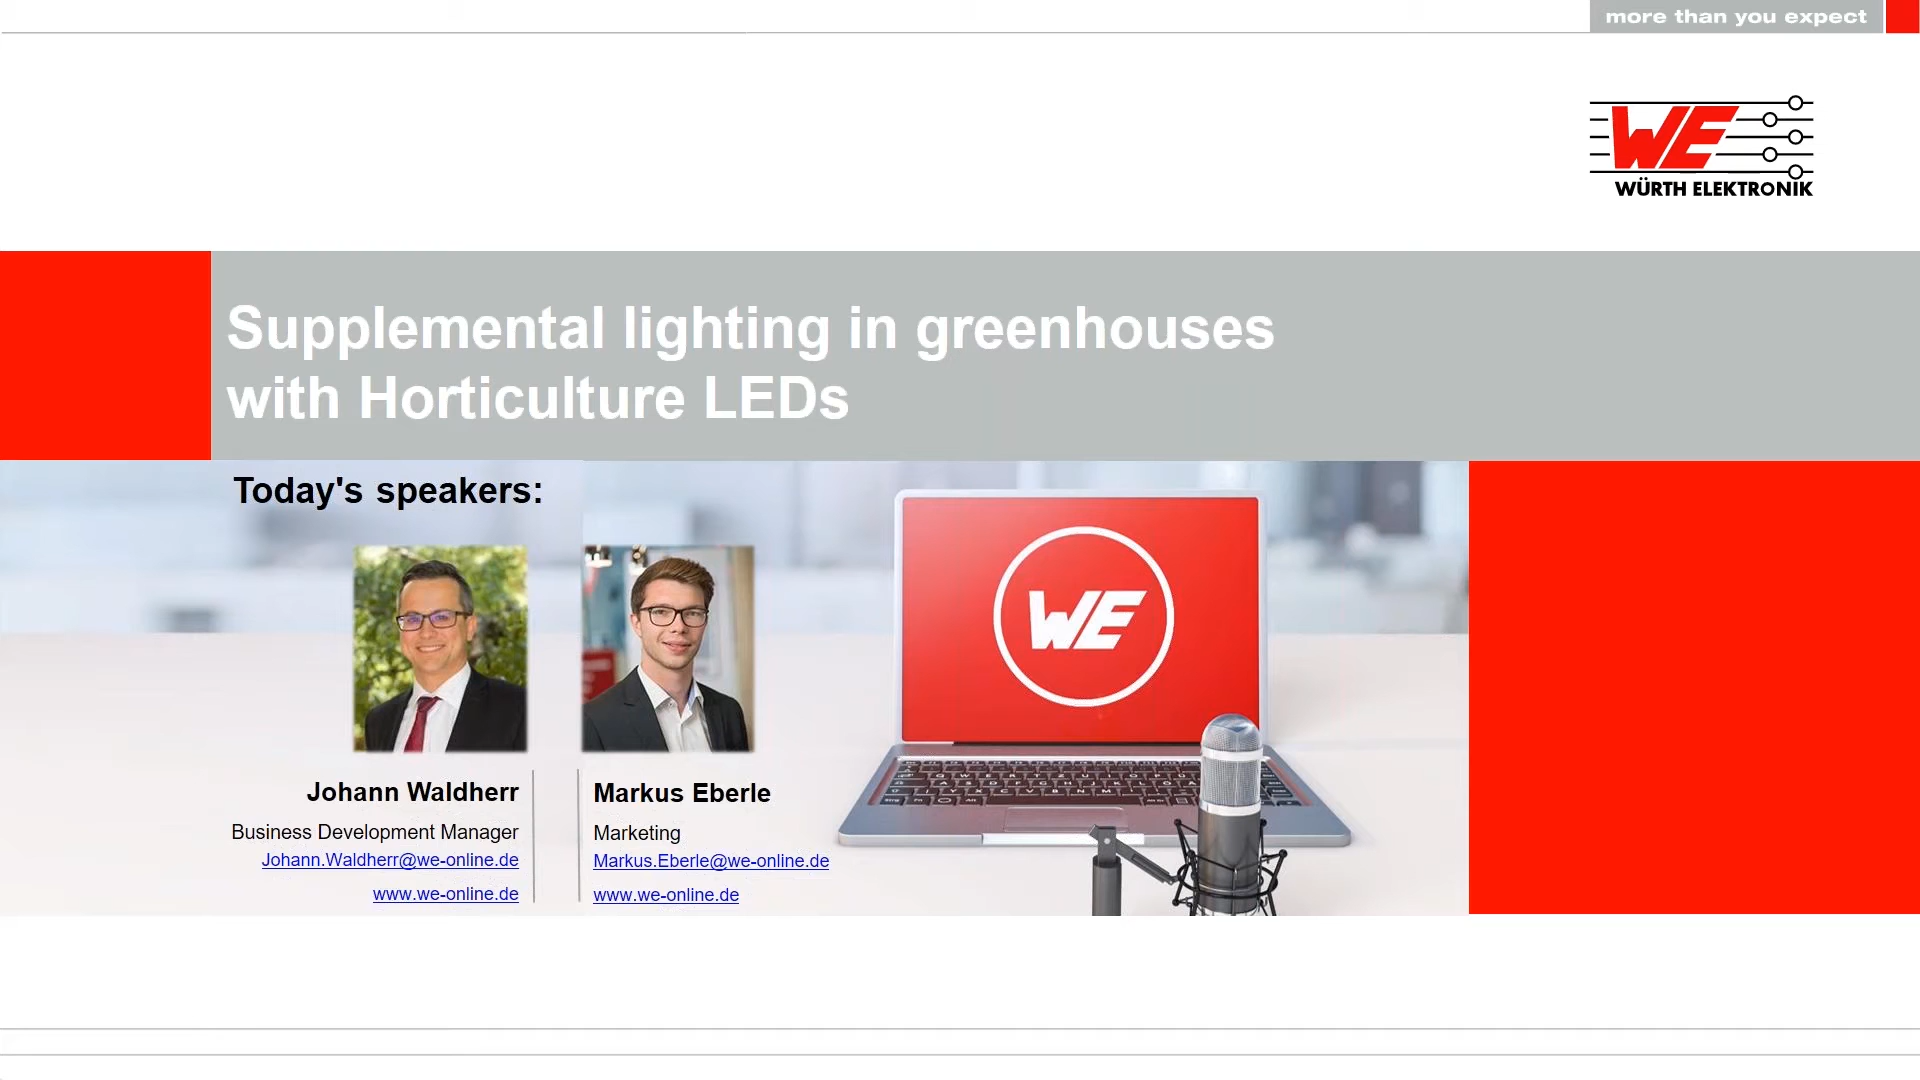 more than you expect
WE
WÜRTH ELEKTRONIK
Supplemental lighting in greenhouses
with Horticulture LEDs
Today's speakers:
WE
Johann Waldherr
Business Development Manager
Johann.Waldherr@we-online.de
www.we-online.de
Markus Eberle
Marketing
Markus.Eberle@we-online.de
www.we-online.de